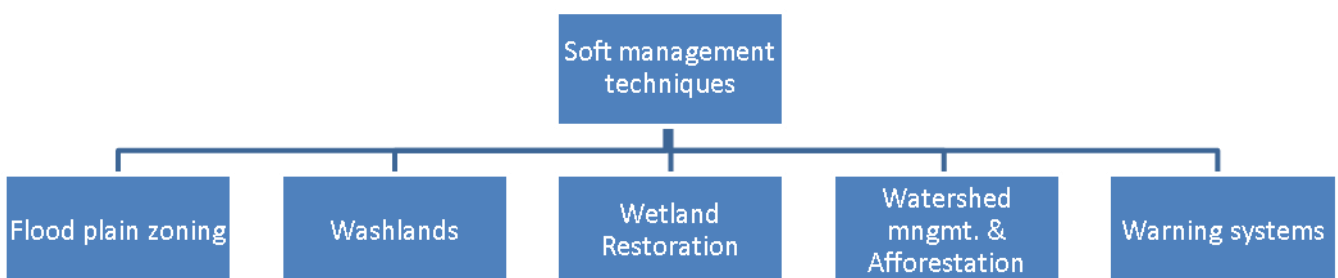 Soft management
techniques
Flood plain zoning
Washlands
Wetland
Restoration
Watershed
mngmt. &
Afforestation
Warning systems